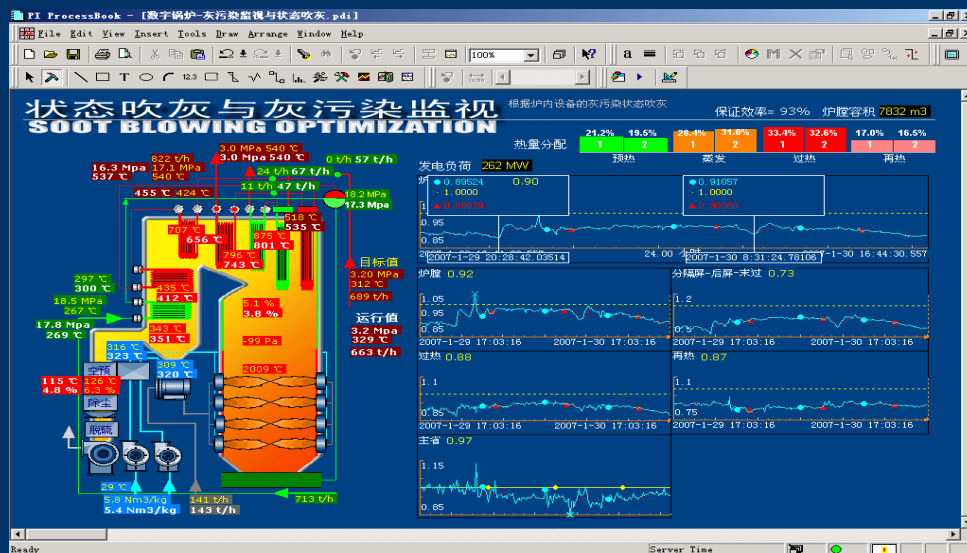 PI ProcessBook - [数字锅炉-灰污染监视与状态吹灰.pdi]
File Edit View Insert Tools Draw Arrange Window Help
100%
状态吹灰与灰污染监视
SOOT BLOWING OPTIMIZATION
根据炉内设备的灰污染状态吹灰
保证效率= 93% 炉膛容积 7832 m3
热量分配
21.2% 19.5% 28.4% 31.0% 33.4% 32.6% 17.0% 16.5%
1 2 1 2 1 2 1 2
预热 蒸发 过热 再热
发电负荷 262 MW
822 t/h
16.3 Mpa 17.1 MPa
537 ℃ 540 ℃
3.0 MPa 540 ℃
3.0 Mpa 540 ℃
0 t/h 57 t/h
24 t/h 67 t/h
11 t/h 47 t/h
455 ℃ 424 ℃
18.2 MPa
17.3 Mpa
518 ℃
535 ℃
707 ℃
656 ℃
875 ℃
801 ℃
796 ℃
743 ℃
目标值
3.20 MPa
312 ℃
689 t/h
运行值
3.2 Mpa
329 ℃
663 t/h
297 ℃
300 ℃
435 ℃
412 ℃
18.5 MPa
267 ℃
17.8 Mpa
269 ℃
343 ℃
351 ℃
5.1 %
3.8 %
-99 Pa
316 ℃
323 ℃
309 ℃
320 ℃
2009 ℃
空预
115 ℃ 126 ℃
4.8 % 6.3 %
除尘
脱硫
29 ℃
5.8 Nm3/kg
5.4 Nm3/kg
141 t/h
143 t/h
713 t/h
0.89524 0.90
1.0000
0.91057
1.0000
0.95
0.85
24.00 小时
2007-1-29 20:28:42.03514
2007-1-30 8:31:24.78106
7-1-30 16:44:30.557
炉膛 0.92
1.05
0.95
0.85
2007-1-29 17:03:16 2007-1-30 17:03:16
分隔屏-后屏-末过 0.73
1.2
0.5
2007-1-29 17:03:16 2007-1-30 17:03:16
过热 0.88
1.1
0.85
2007-1-29 17:03:16 2007-1-30 17:03:16
再热 0.87
1.1
0.75
2007-1-29 17:03:16 2007-1-30 17:03:16
主省 0.97
1.15
0.85
Ready
Server Time